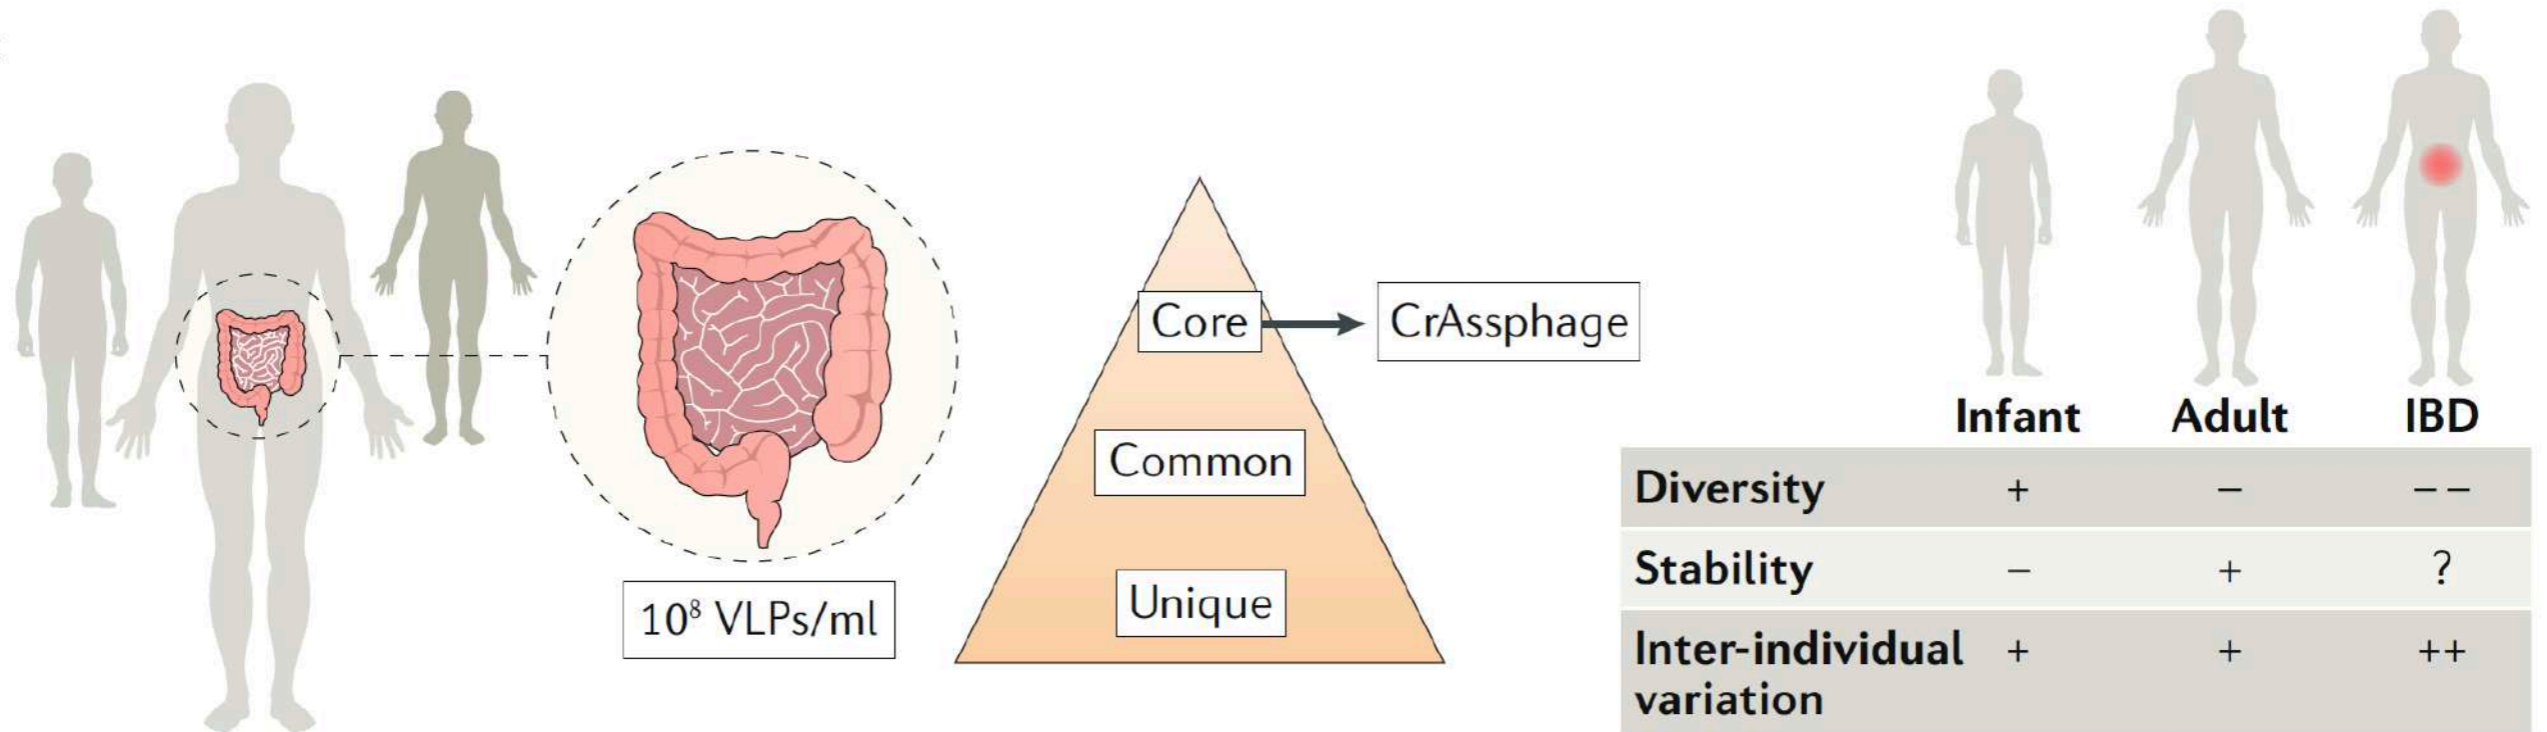 10⁸ VLPs/ml
Core
CrAssphage
Common
Unique
Infant Adult IBD
Diversity + − − −
Stability − + ?
Inter-individual + + ++
variation